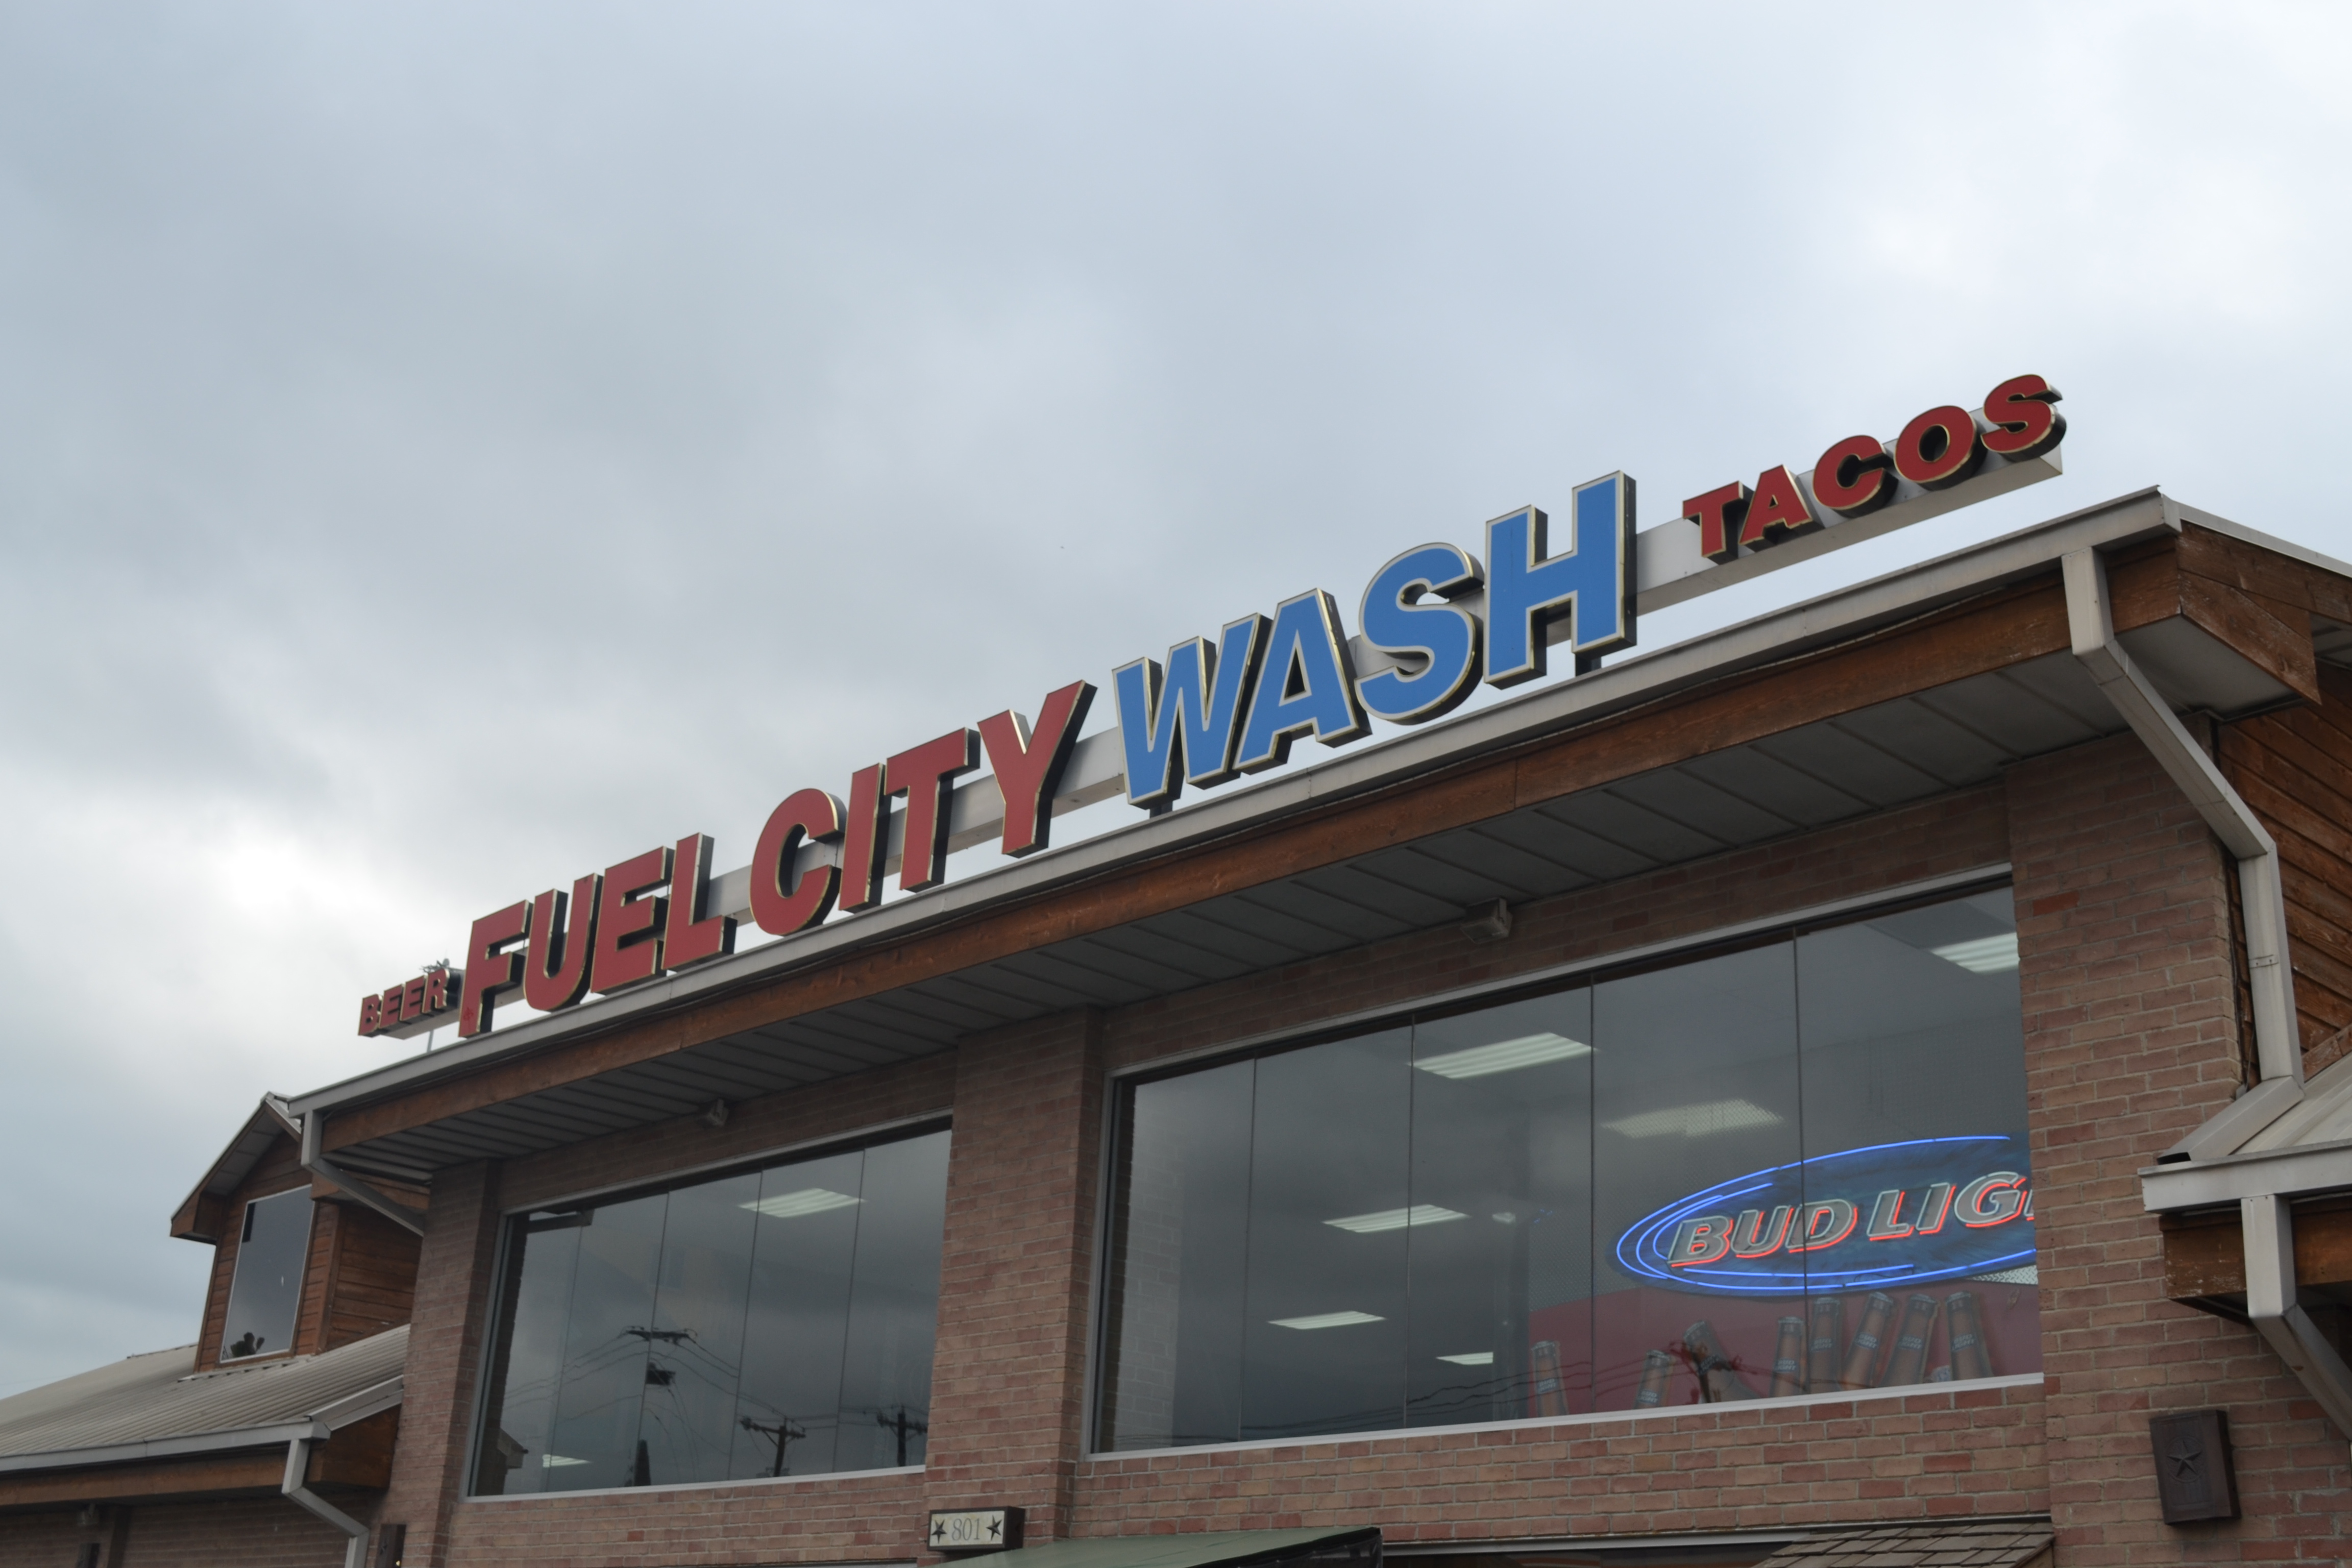 BEER FUEL CITY WASH TACOS
BUD LIG
801